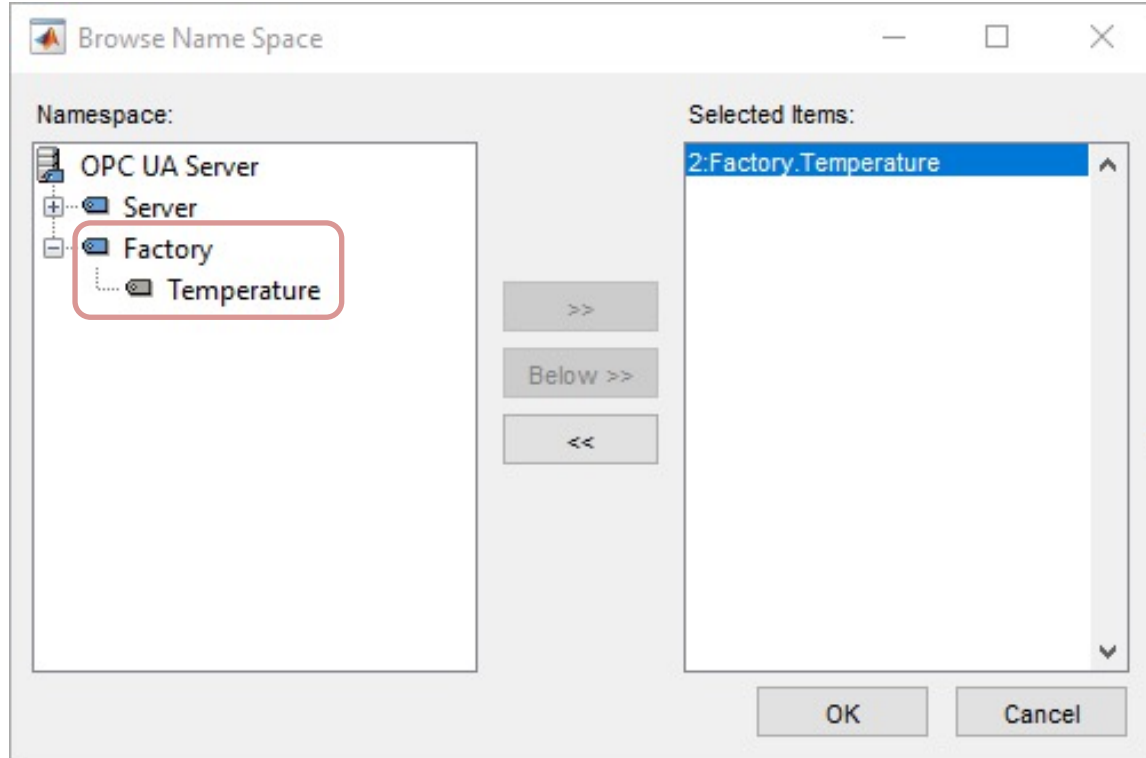 Browse Name Space
Namespace:
OPC UA Server
Server
Factory
Temperature
>>
Below >>
<<
Selected Items:
2:Factory.Temperature
OK
Cancel